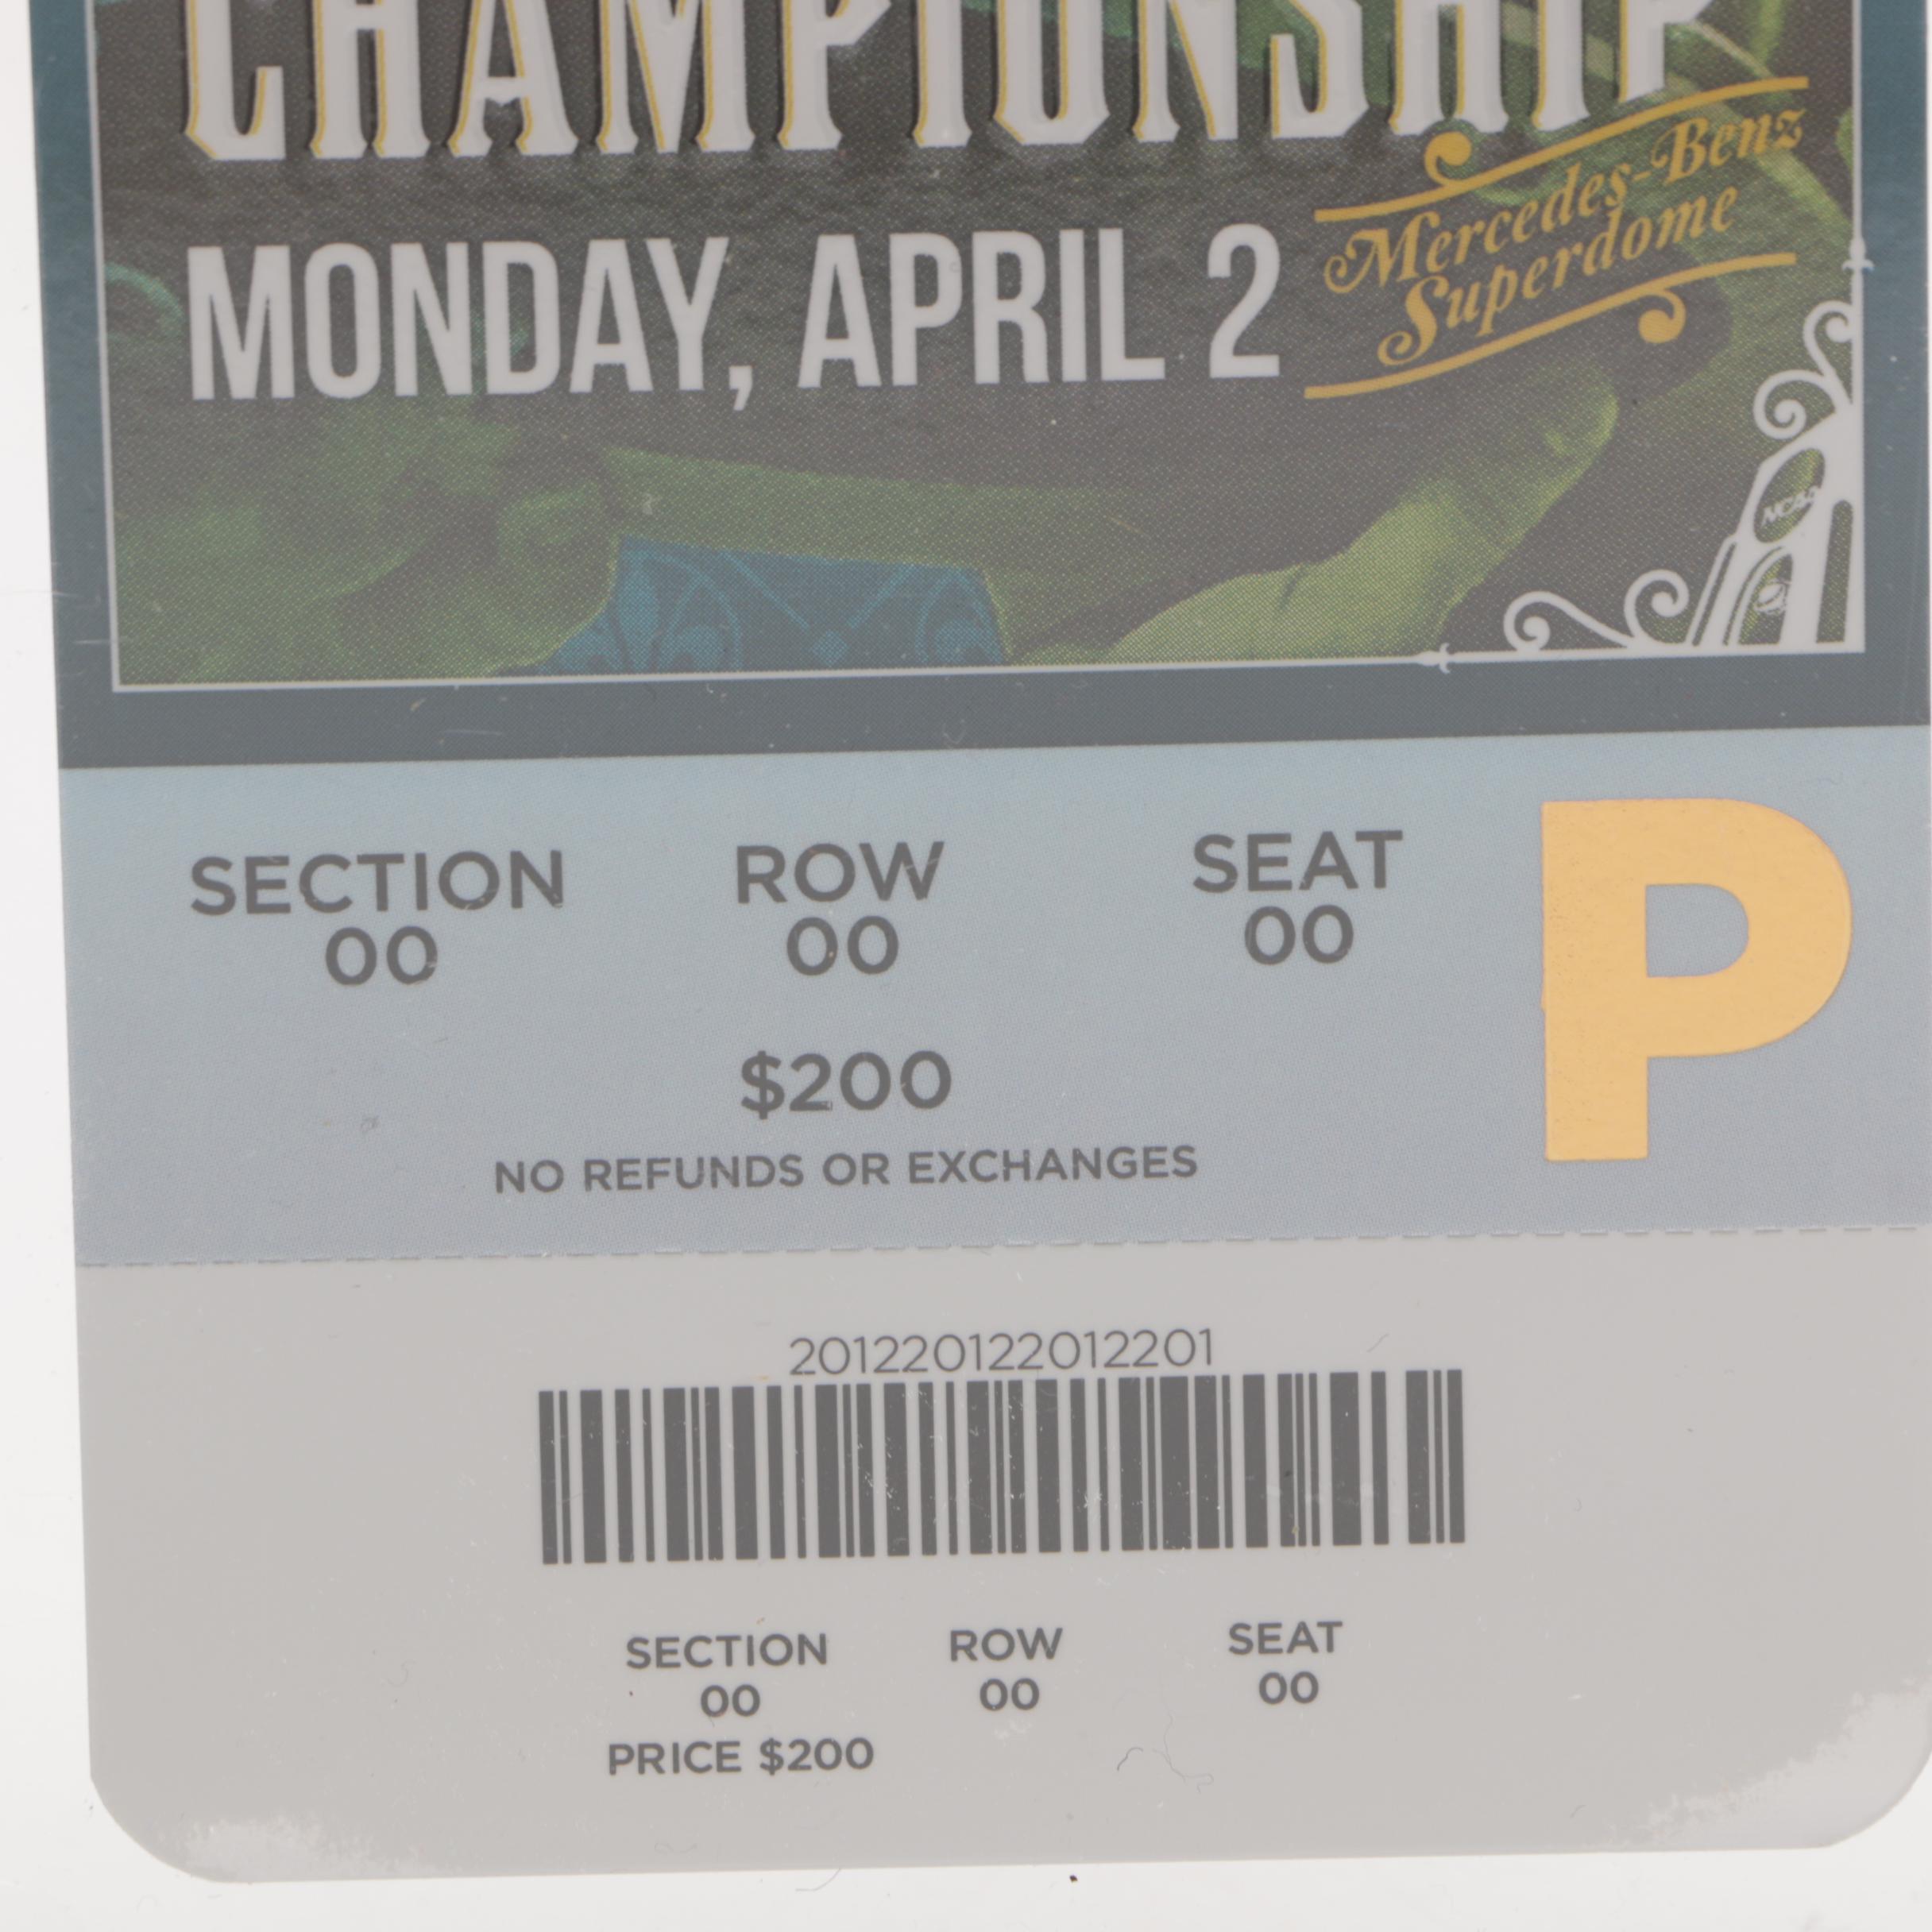 CHAMPIONSHIP
MONDAY, APRIL 2
Mercedes-Benz
Superdome
NCAA
SECTION ROW SEAT
00 00 00
P
$200
NO REFUNDS OR EXCHANGES
201220122012201
SECTION ROW SEAT
00 00 00
PRICE $200